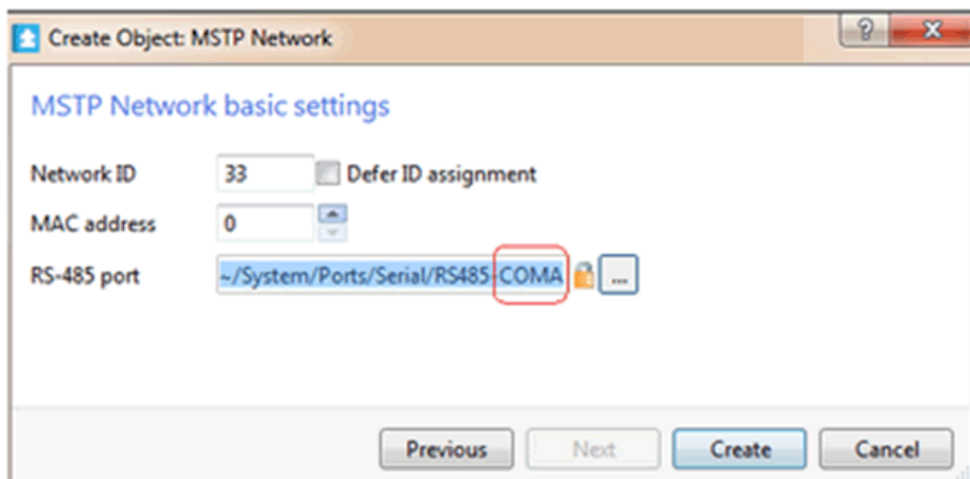 Create Object: MSTP Network
MSTP Network basic settings
Network ID 33 Defer ID assignment
MAC address 0
RS-485 port ~/System/Ports/Serial/RS485-COMA ...
Previous Next Create Cancel